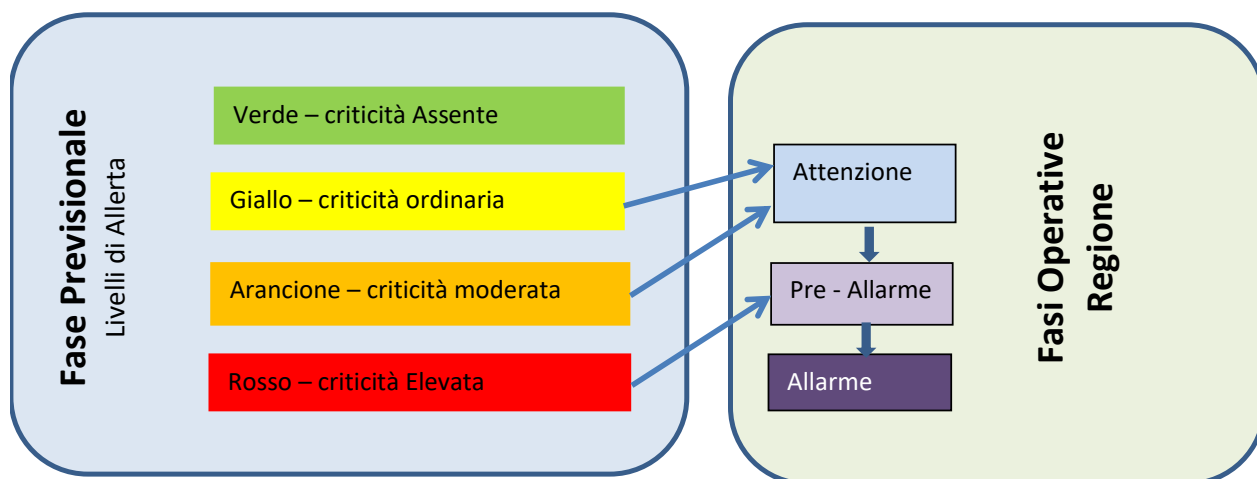 Fase Previsionale
Livelli di Allerta
Verde – criticità Assente
Giallo – criticità ordinaria
Arancione – criticità moderata
Rosso – criticità Elevata
Attenzione
Pre - Allarme
Allarme
Fasi Operative
Regione